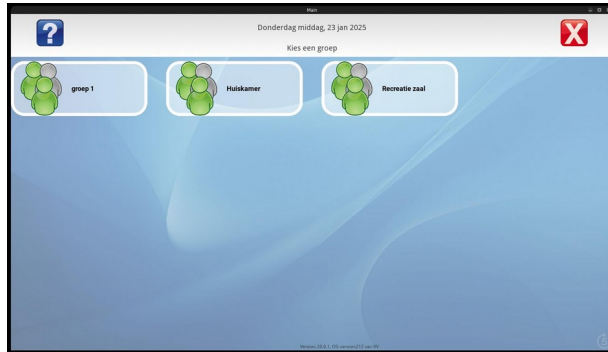 Main
Donderdag middag, 23 jan 2025
Kies een groep
groep 1
Huiskamer
Recreatie zaal